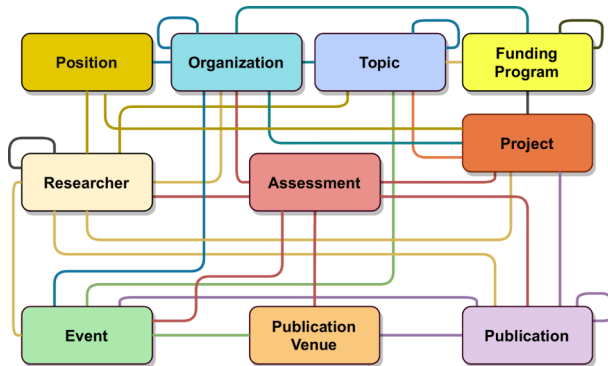 Position
Organization
Topic
Funding
Program
Project
Researcher
Assessment
Event
Publication
Venue
Publication